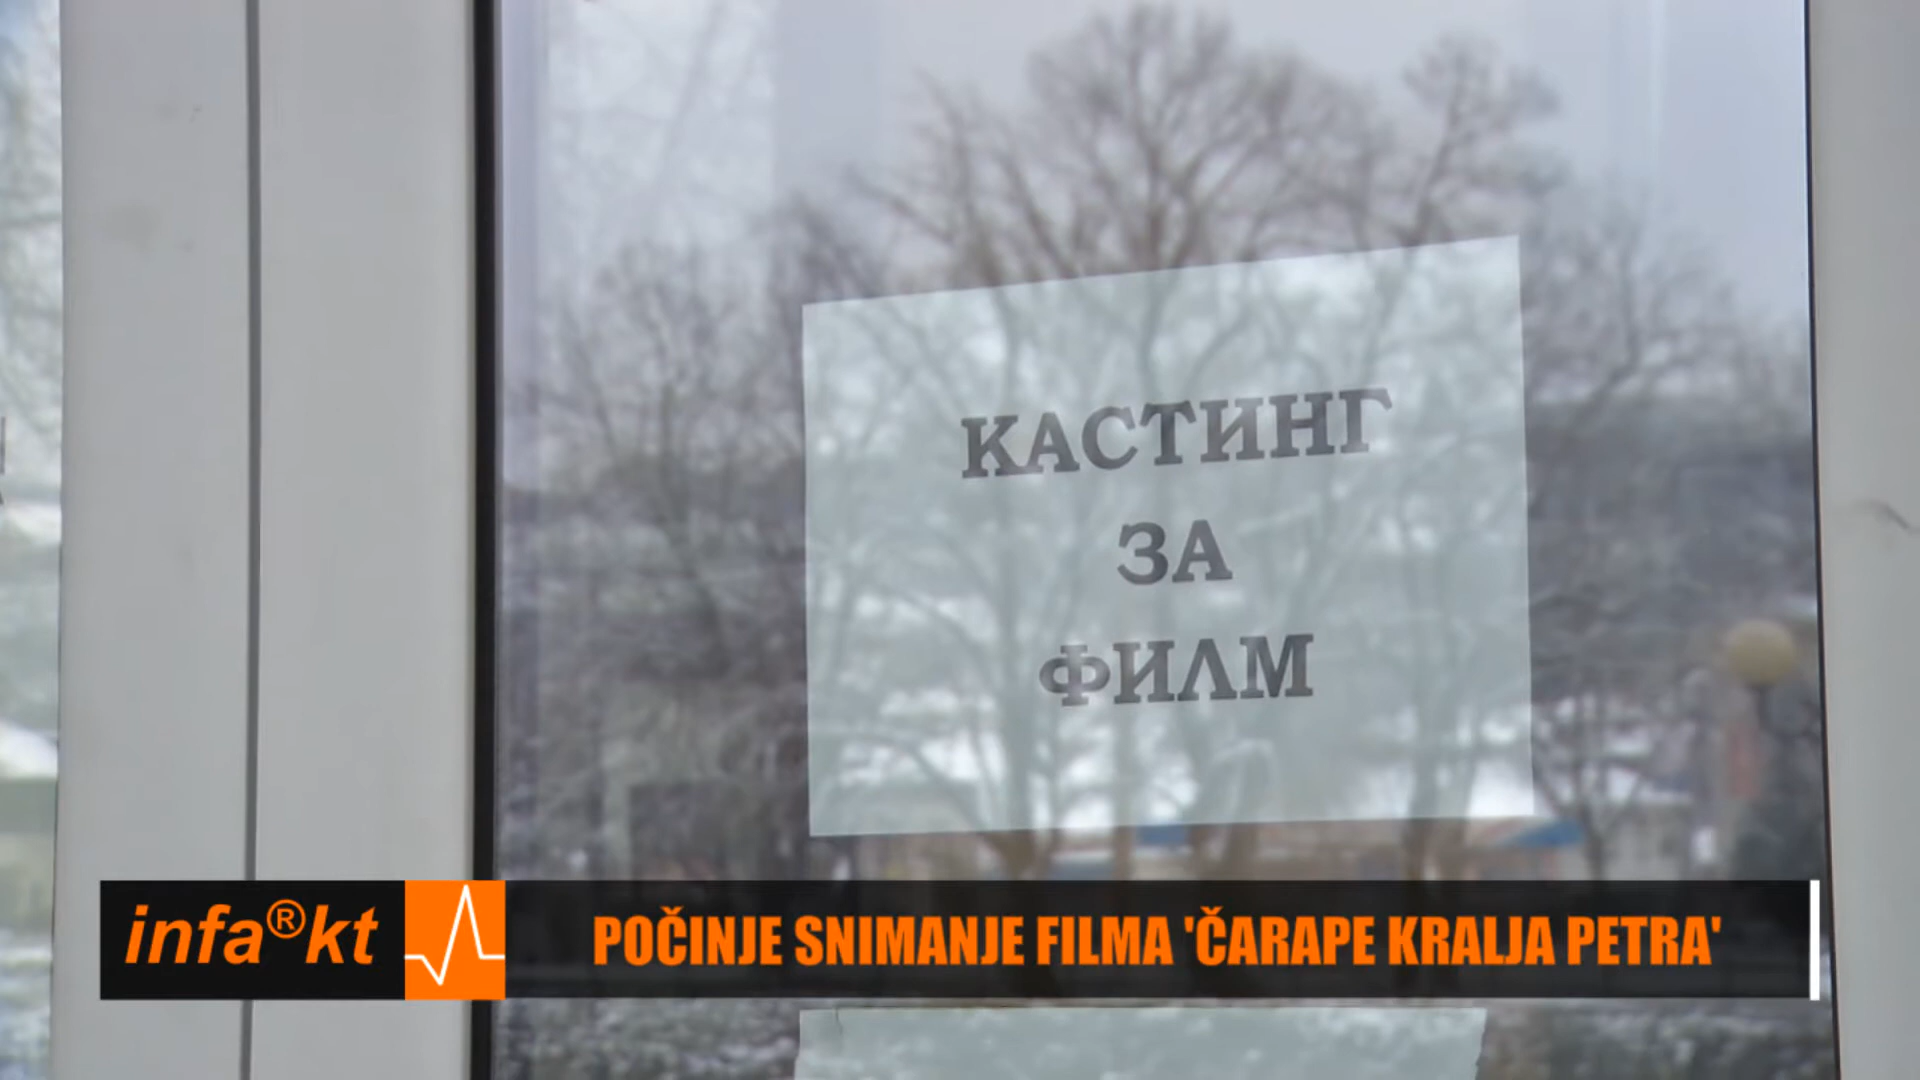 КАСТИНГ
ЗА
ФИЛМ
infa®kt
POČINJE SNIMANJE FILMA 'ČARAPE KRALJA PETRA'